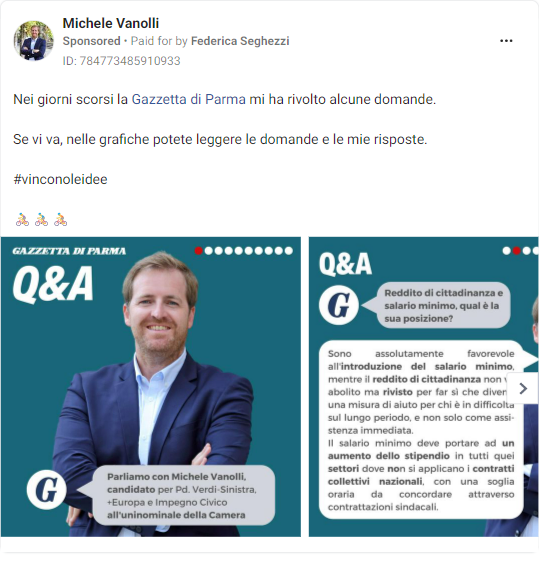 Michele Vanolli
Sponsored • Paid for by Federica Seghezzi
ID: 784773485910933
Nei giorni scorsi la Gazzetta di Parma mi ha rivolto alcune domande.
Se vi va, nelle grafiche potete leggere le domande e le mie risposte.
#vinconoleidee
GAZZETTA DI PARMA
Q&A
G
Parliamo con Michele Vanolli,
candidato per Pd. Verdi-Sinistra,
+Europa e Impegno Civico
all'uninominale della Camera
Q&A
G
Reddito di cittadinanza e
salario minimo, qual è la
sua posizione?
Sono assolutamente favorevole
all'introduzione del salario minimo,
mentre il reddito di cittadinanza non
abolito ma rivisto per far sì che
una misura di aiuto per chi è in difficoltà
sul lungo periodo, e non solo come assi-
stenza immediata.
Il salario minimo deve portare ad un
aumento dello stipendio in tutti quei
settori dove non si applicano i contratti
collettivi nazionali, con una soglia
oraria da concordare attraverso
contrattazioni sindacali.